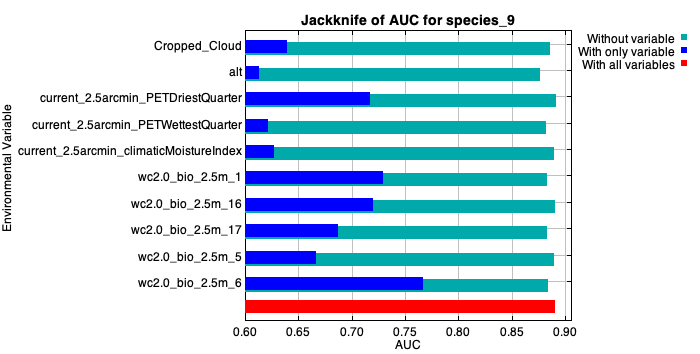 Jackknife of AUC for species_9
Without variable
With only variable
With all variables
Environmental Variable
Cropped_Cloud
alt
current_2.5arcmin_PETDriestQuarter
current_2.5arcmin_PETWettestQuarter
current_2.5arcmin_climaticMoistureIndex
wc2.0_bio_2.5m_1
wc2.0_bio_2.5m_16
wc2.0_bio_2.5m_17
wc2.0_bio_2.5m_5
wc2.0_bio_2.5m_6
0.60 0.65 0.70 0.75 0.80 0.85 0.90
AUC